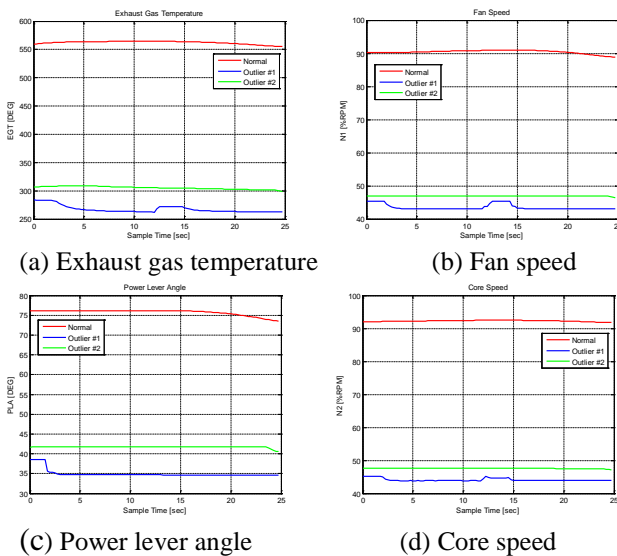 Exhaust Gas Temperature
600
550
500
450
400
350
300
250
EGT [DEG]
Normal
Outlier #1
Outlier #2
0 5 10 15 20 25
Sample Time [sec]
(a) Exhaust gas temperature
Fan Speed
100
90
80
70
60
50
40
N1 [%RPM]
Normal
Outlier #1
Outlier #2
0 5 10 15 20 25
Sample Time [sec]
(b) Fan speed
Power Lever Angle
80
75
70
65
60
55
50
45
40
35
30
PLA [DEG]
Normal
Outlier #1
Outlier #2
0 5 10 15 20 25
Sample Time [sec]
(c) Power lever angle
Core Speed
100
90
80
70
60
50
40
N2 [%RPM]
Normal
Outlier #1
Outlier #2
0 5 10 15 20 25
Sample Time [sec]
(d) Core speed